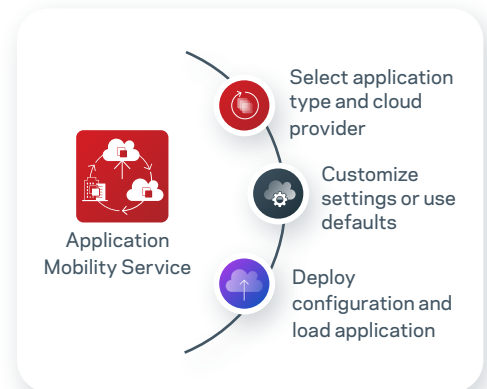 Application
Mobility Service
Select application
type and cloud
provider
Customize
settings or use
defaults
Deploy
configuration and
load application